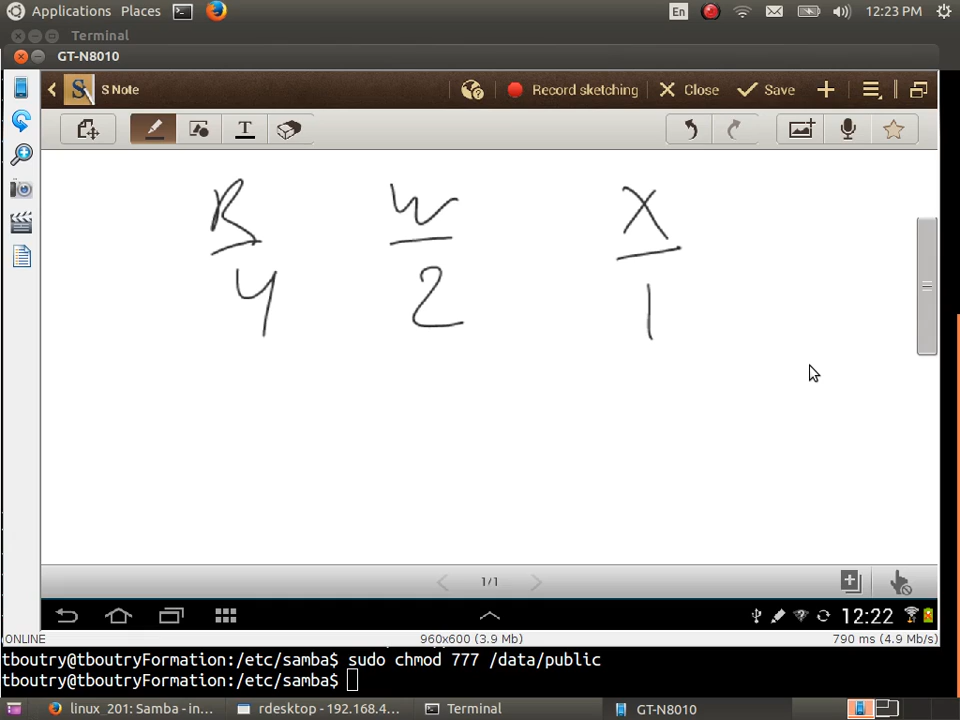 Applications Places En 12:23 PM
Terminal
GT-N8010
S Note Record sketching Close Save
T
R W X
4 2 1
1/1
12:22
ONLINE 960x600 (3.9 Mb) 790 ms (4.9 Mb/s)
tboutry@tboutryFormation:/etc/samba$ sudo chmod 777 /data/public
tboutry@tboutryFormation:/etc/samba$
linux_201: Samba - in... rdesktop - 192.168.4... Terminal GT-N8010